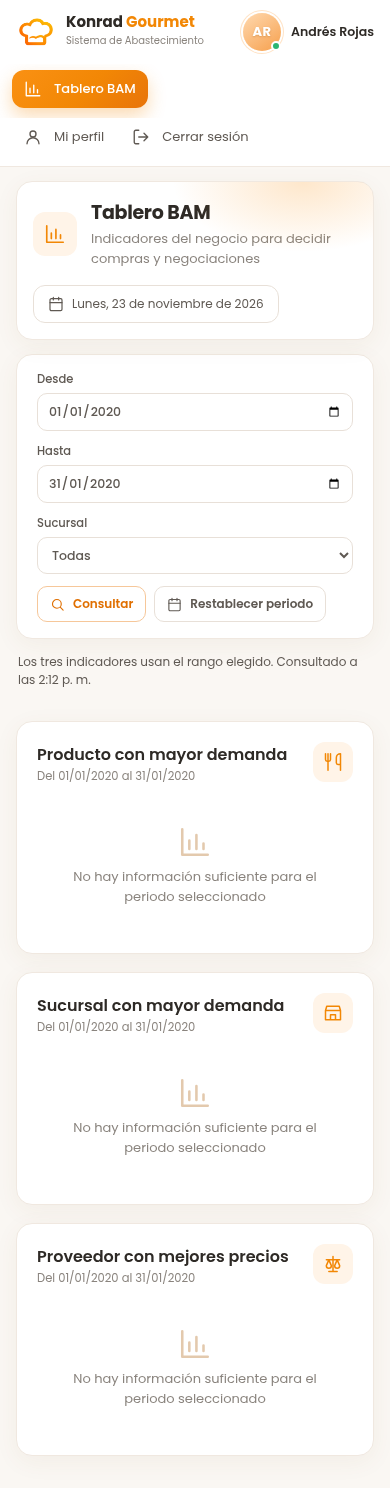 Konrad Gourmet
Sistema de Abastecimiento
AR
Andrés Rojas
Tablero BAM
Mi perfil
Cerrar sesión
Tablero BAM
Indicadores del negocio para decidir
compras y negociaciones
Lunes, 23 de noviembre de 2026
Desde
01/01/2020
Hasta
31/01/2020
Sucursal
Todas
Consultar
Restablecer periodo
Los tres indicadores usan el rango elegido. Consultado a
las 2:12 p. m.
Producto con mayor demanda
Del 01/01/2020 al 31/01/2020
No hay información suficiente para el
periodo seleccionado
Sucursal con mayor demanda
Del 01/01/2020 al 31/01/2020
No hay información suficiente para el
periodo seleccionado
Proveedor con mejores precios
Del 01/01/2020 al 31/01/2020
No hay información suficiente para el
periodo seleccionado